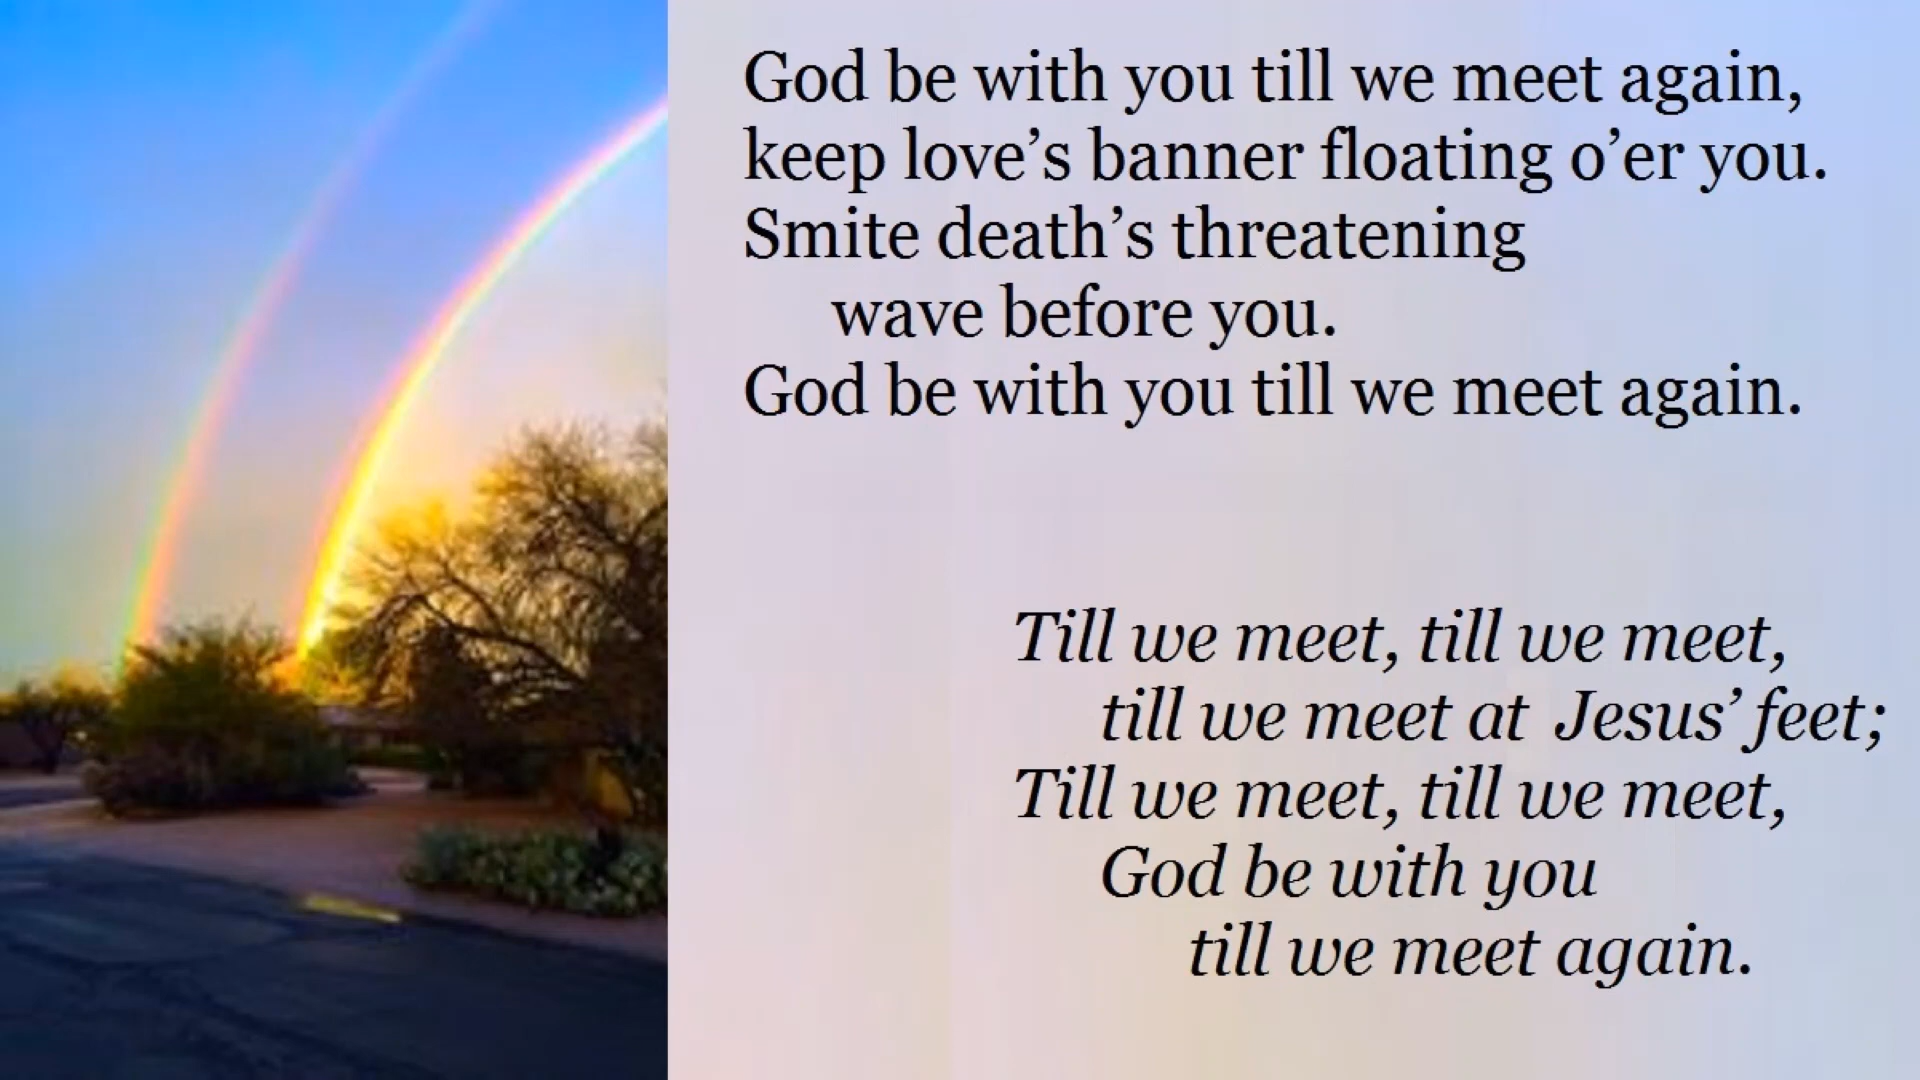 God be with you till we meet again,
keep love’s banner floating o’er you.
Smite death’s threatening
wave before you.
God be with you till we meet again.
Till we meet, till we meet,
till we meet at Jesus’ feet;
Till we meet, till we meet,
God be with you
till we meet again.